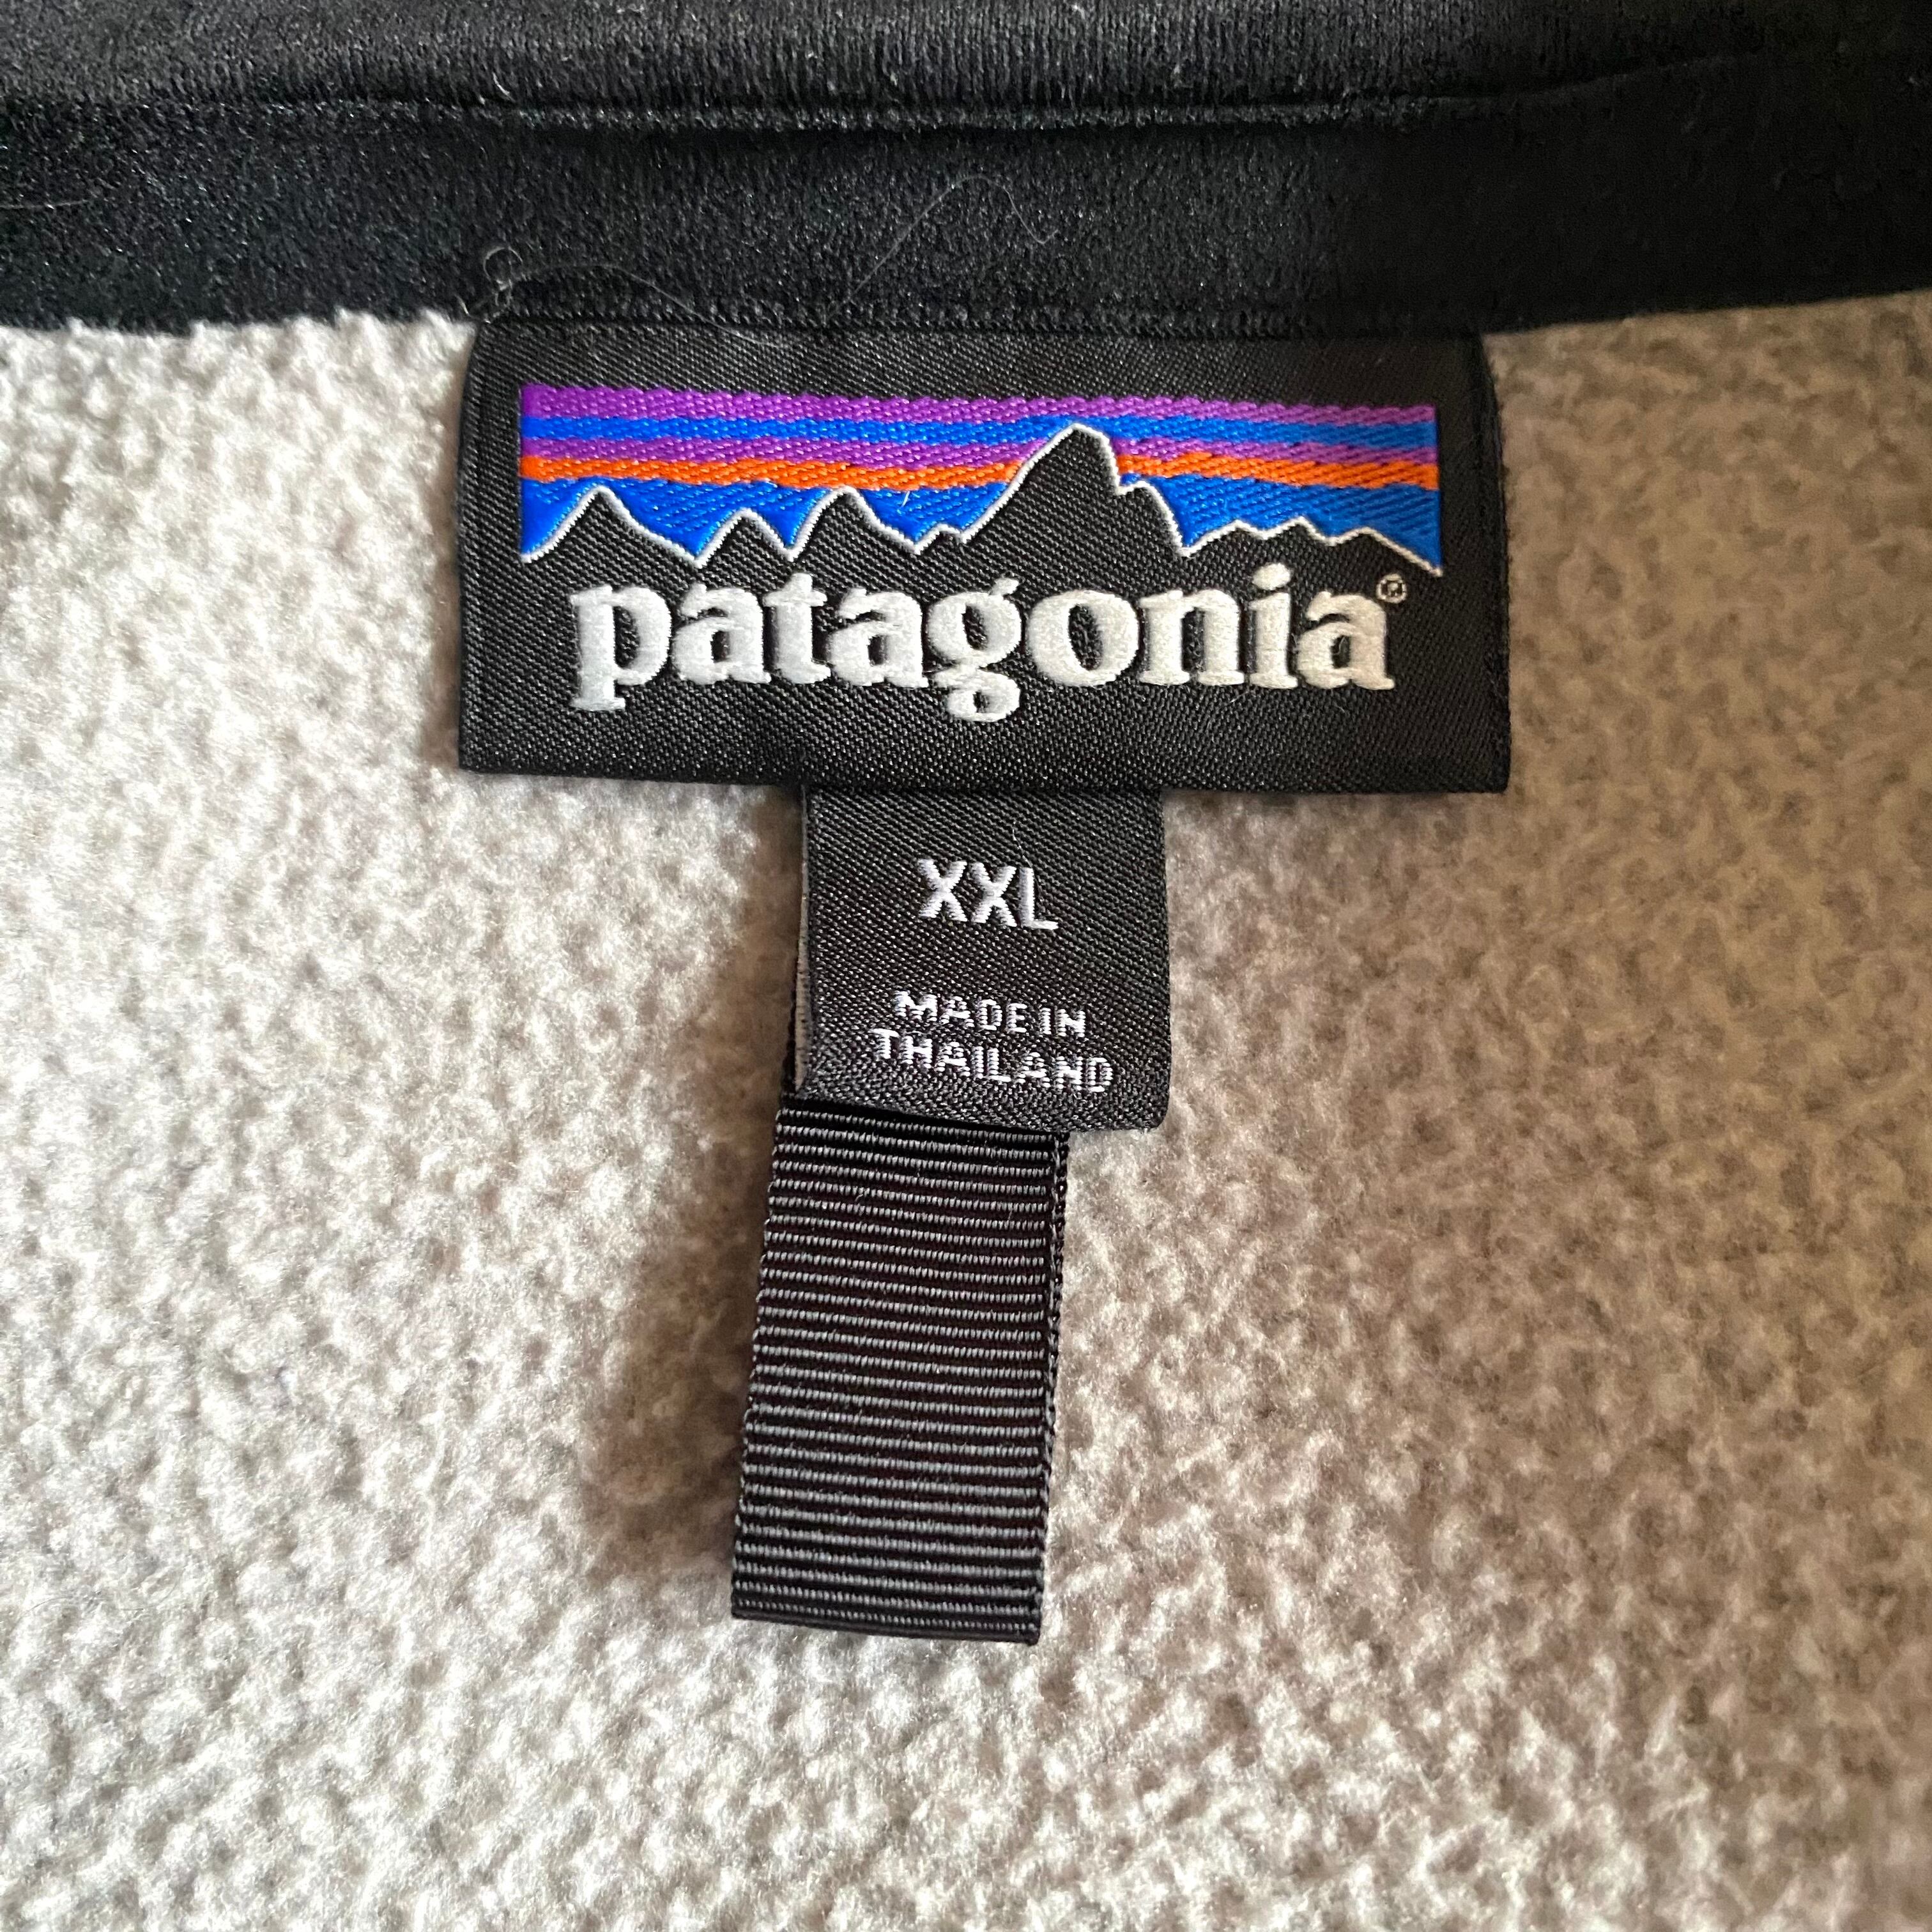 patagonia®
XXL
MADE IN
THAILAND